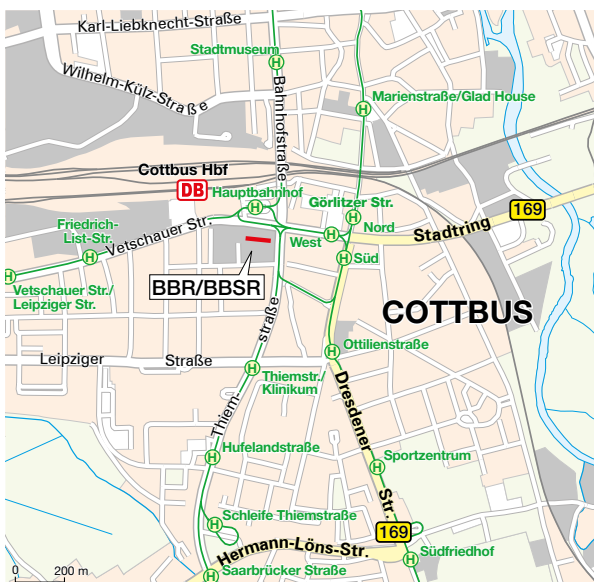 Karl-Liebknecht-Straße
Stadtmuseum
H
Wilhelm-Külz-Straße
Bahnhofstraße
H
Marienstraße/Glad House
Cottbus Hbf
DB
Hauptbahnhof
H
Görlitzer Str.
H
Nord
169
Stadtring
Friedrich-
List-Str.
H
Vetschauer Str.
West
H
H
Süd
H
Vetschauer Str./
Leipziger Str.
BBR/BBSR
COTTBUS
Leipziger
Straße
Thiem-
straße
H
Ottilienstraße
H
Thiemstr./
Klinikum
Dresdener
Str.
H
Hufelandstraße
H
Sportzentrum
H
Schleife Thiemstraße
169
Hermann-Löns-Str.
H
Südfriedhof
H
Saarbrücker Straße
0
200 m